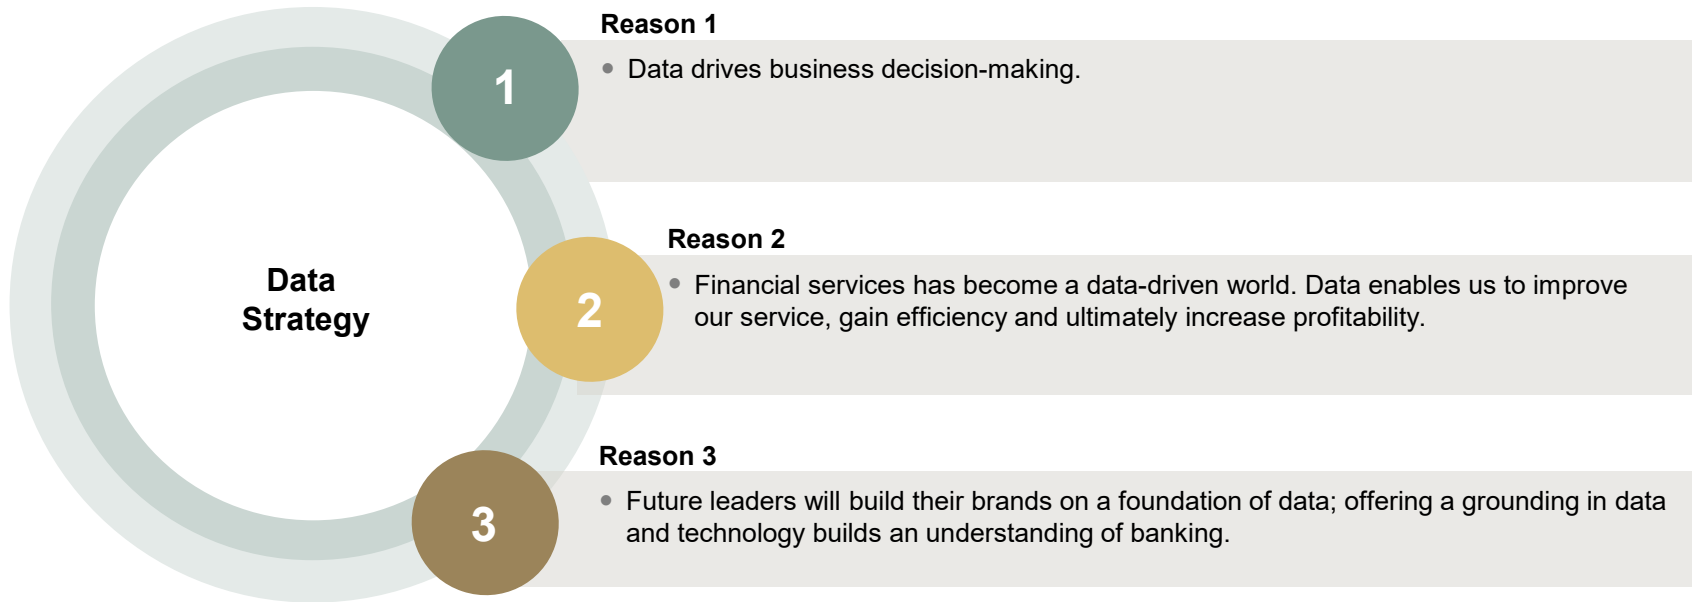 Data
Strategy
1
Reason 1
• Data drives business decision-making.
2
Reason 2
• Financial services has become a data-driven world. Data enables us to improve
our service, gain efficiency and ultimately increase profitability.
3
Reason 3
• Future leaders will build their brands on a foundation of data; offering a grounding in data
and technology builds an understanding of banking.